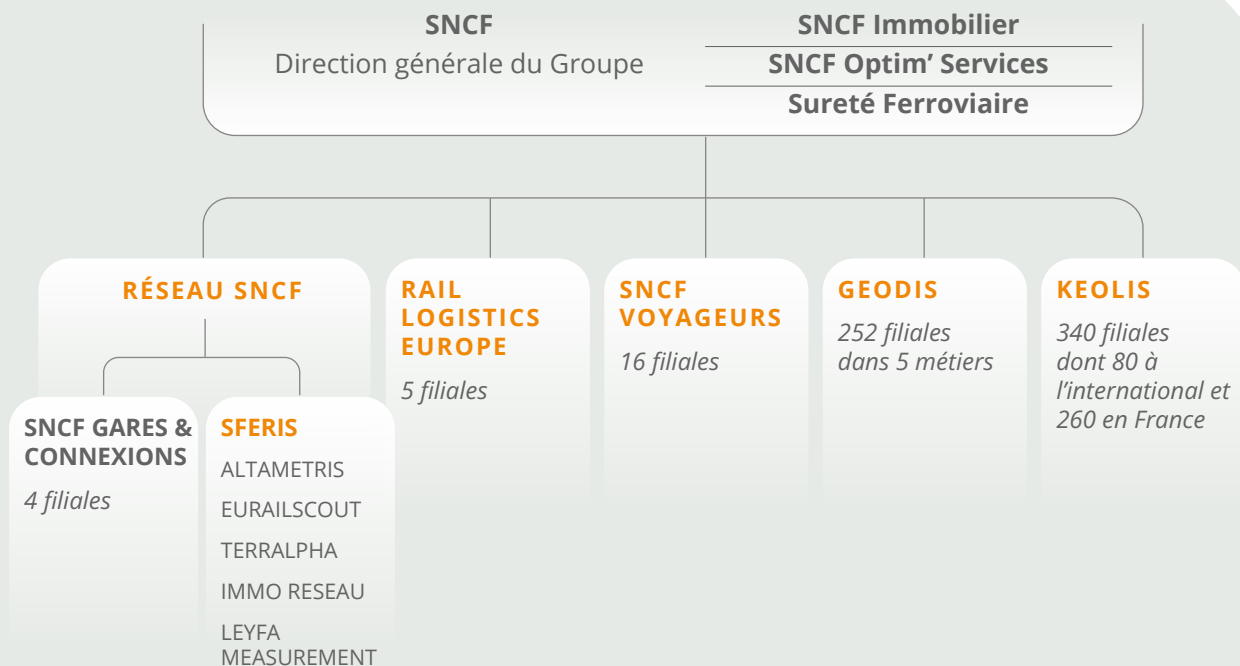 SNCF
Direction générale du Groupe
SNCF Immobilier
SNCF Optim’ Services
Sureté Ferroviaire
RÉSEAU SNCF
SNCF GARES &
CONNEXIONS
4 filiales
SFERIS
ALTAMETRIS
EURAILSCOUT
TERRALPHA
IMMO RESEAU
LEYFA
MEASUREMENT
RAIL
LOGISTICS
EUROPE
5 filiales
SNCF
VOYAGEURS
16 filiales
GEODIS
252 filiales
dans 5 métiers
KEOLIS
340 filiales
dont 80 à
l’international et
260 en France